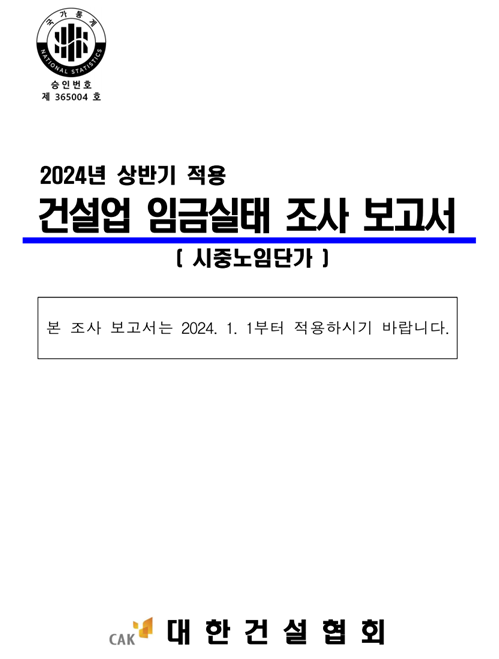 국가통계
NATIONAL STATISTICS
승인번호
제 365004 호
2024년 상반기 적용
건설업 임금실태 조사 보고서
( 시중노임단가 )
본 조사 보고서는 2024. 1. 1부터 적용하시기 바랍니다.
CAK 대한건설협회